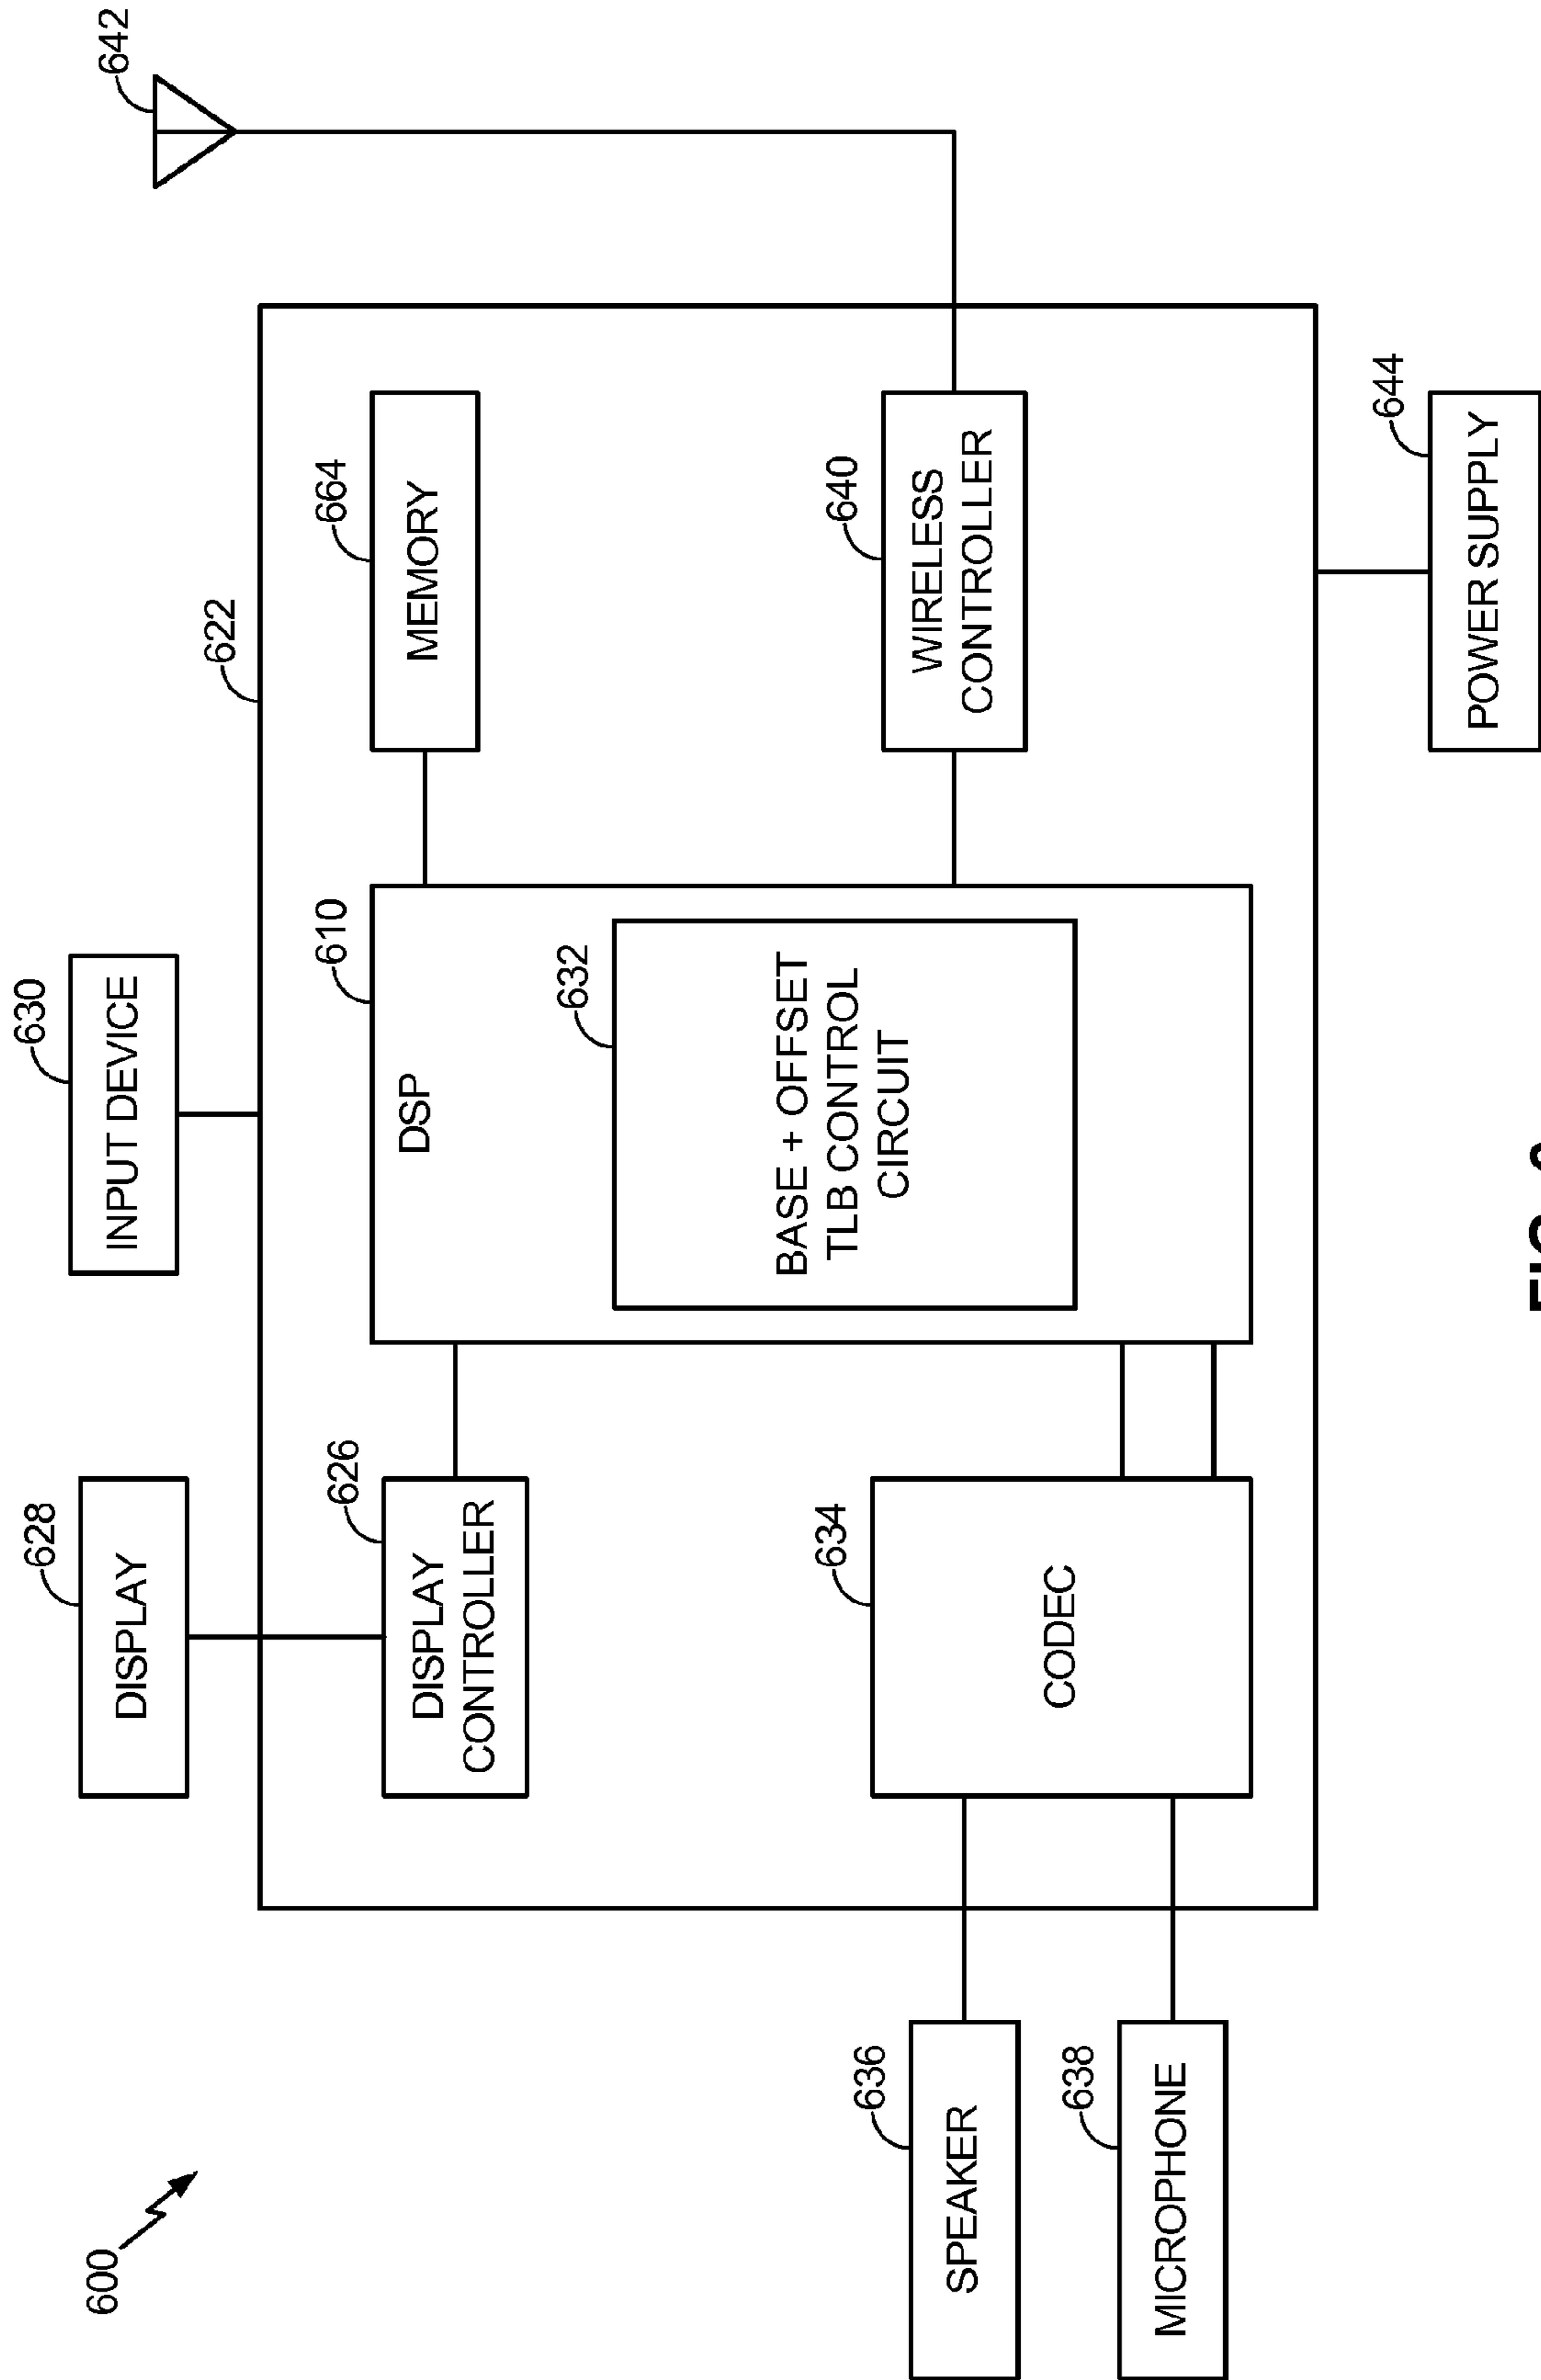 600
628
DISPLAY
630
INPUT DEVICE
642
622
626
DISPLAY
CONTROLLER
610
DSP
664
MEMORY
632
BASE + OFFSET
TLB CONTROL
CIRCUIT
636
SPEAKER
634
CODEC
640
WIRELESS
CONTROLLER
638
MICROPHONE
644
POWER SUPPLY